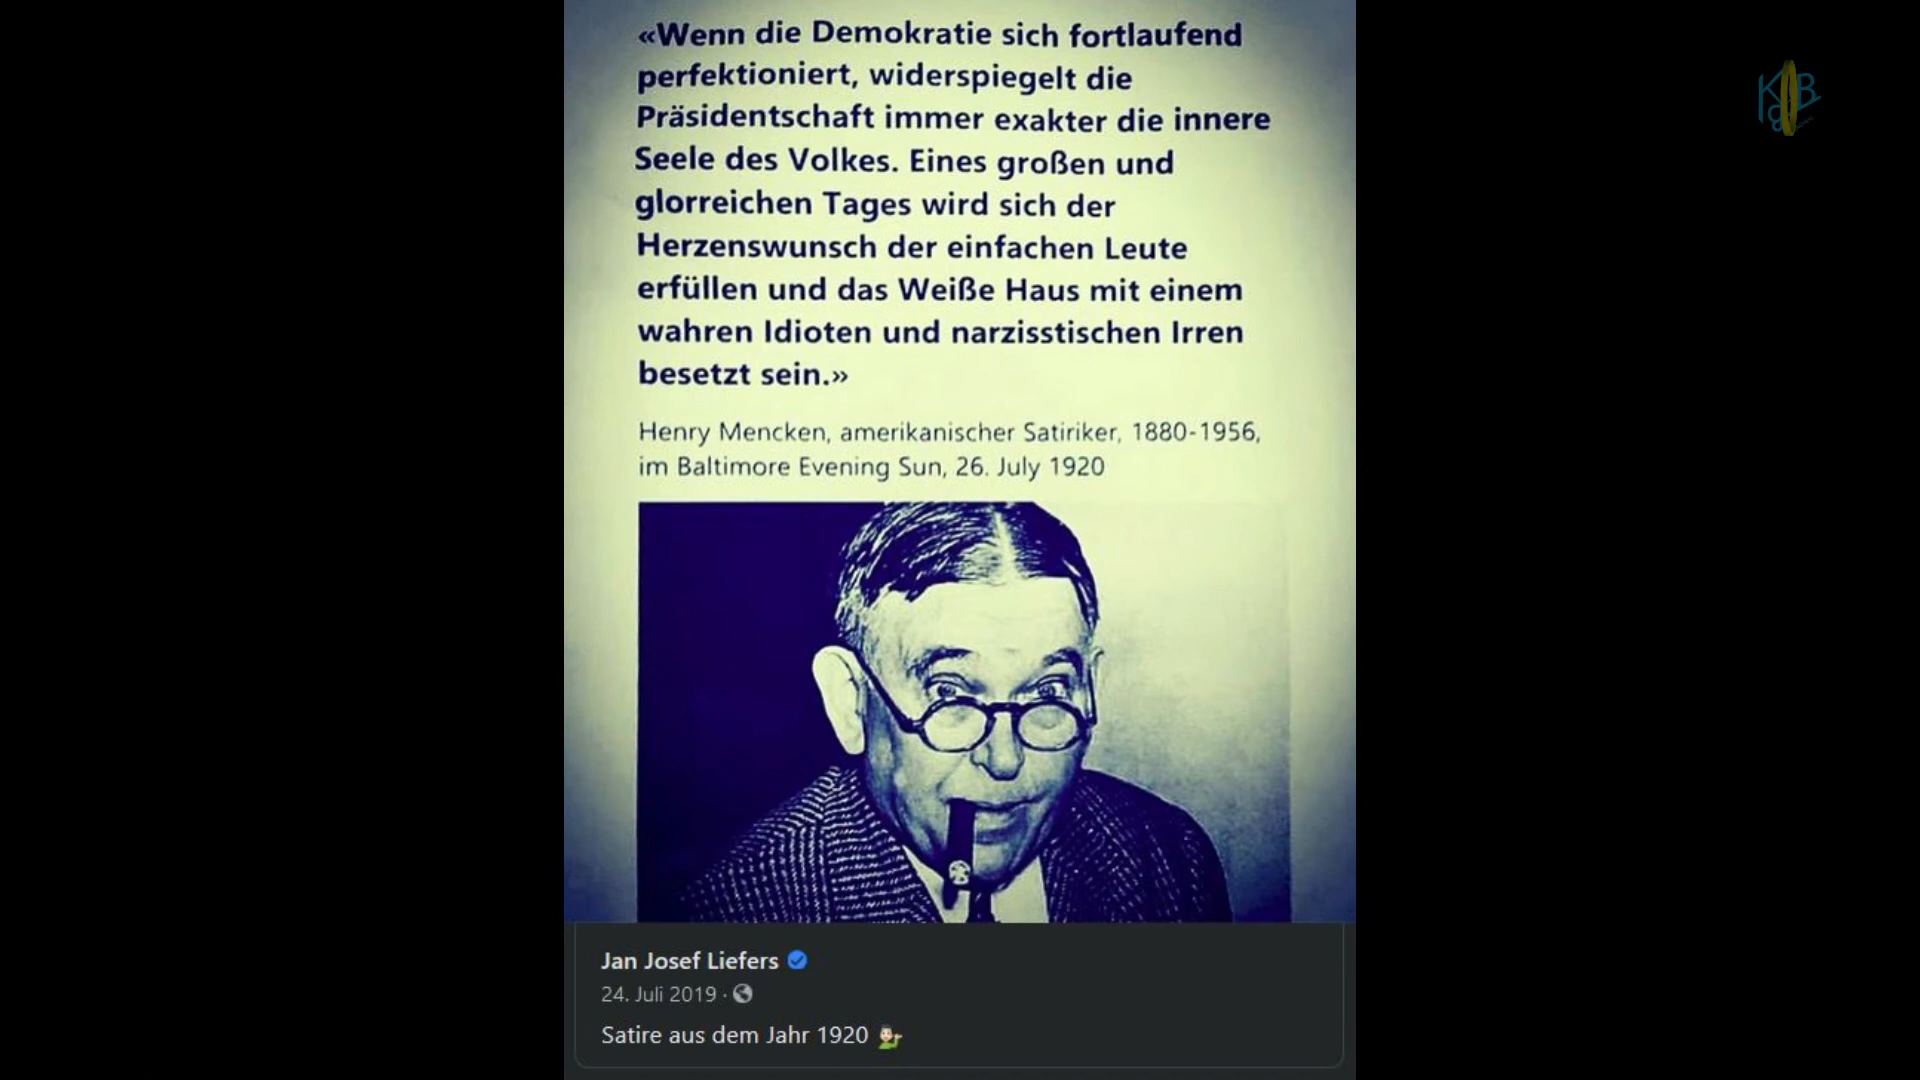 «Wenn die Demokratie sich fortlaufend
perfektioniert, widerspiegelt die
Präsidentschaft immer exakter die innere
Seele des Volkes. Eines großen und
glorreichen Tages wird sich der
Herzenswunsch der einfachen Leute
erfüllen und das Weiße Haus mit einem
wahren Idioten und narzisstischen Irren
besetzt sein.»
Henry Mencken, amerikanischer Satiriker, 1880-1956,
im Baltimore Evening Sun, 26. July 1920
Jan Josef Liefers
24. Juli 2019 ·
Satire aus dem Jahr 1920